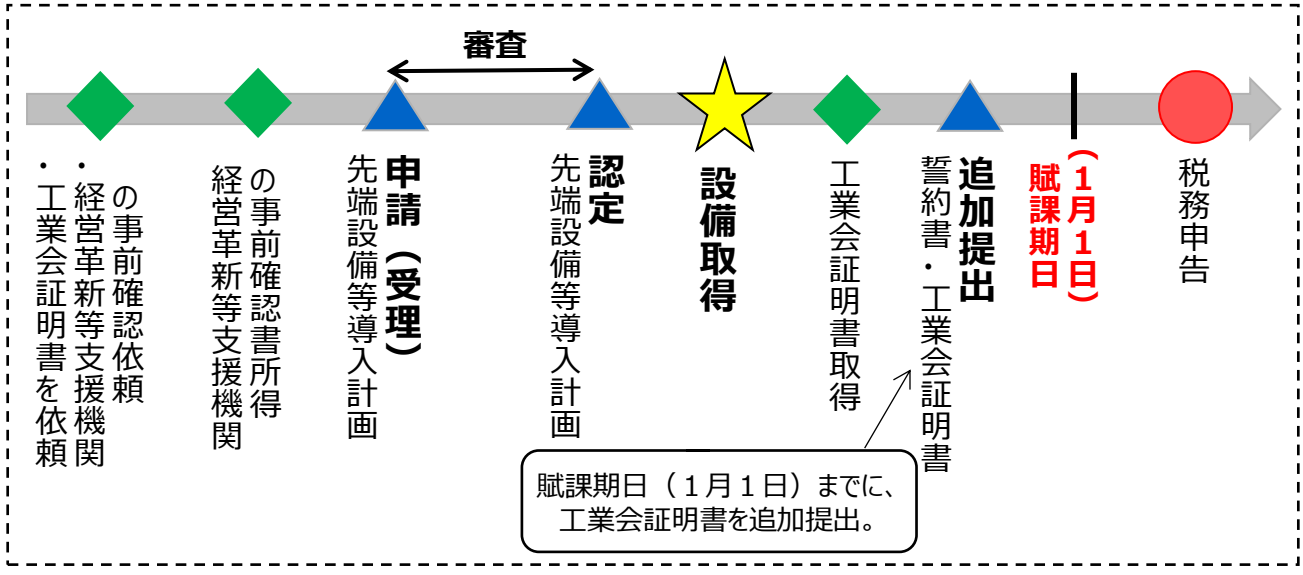 審査
・経営革新等支援機関
の事前確認依頼
・工業会証明書を依頼
経営革新等支援機関
の事前確認書所得
先端設備等導入計画
申請（受理）
先端設備等導入計画
認定
設備取得
工業会証明書取得
誓約書・工業会証明書
追加提出
賦課期日
（１月１日）
税務申告
賦課期日（１月１日）までに、
工業会証明書を追加提出。